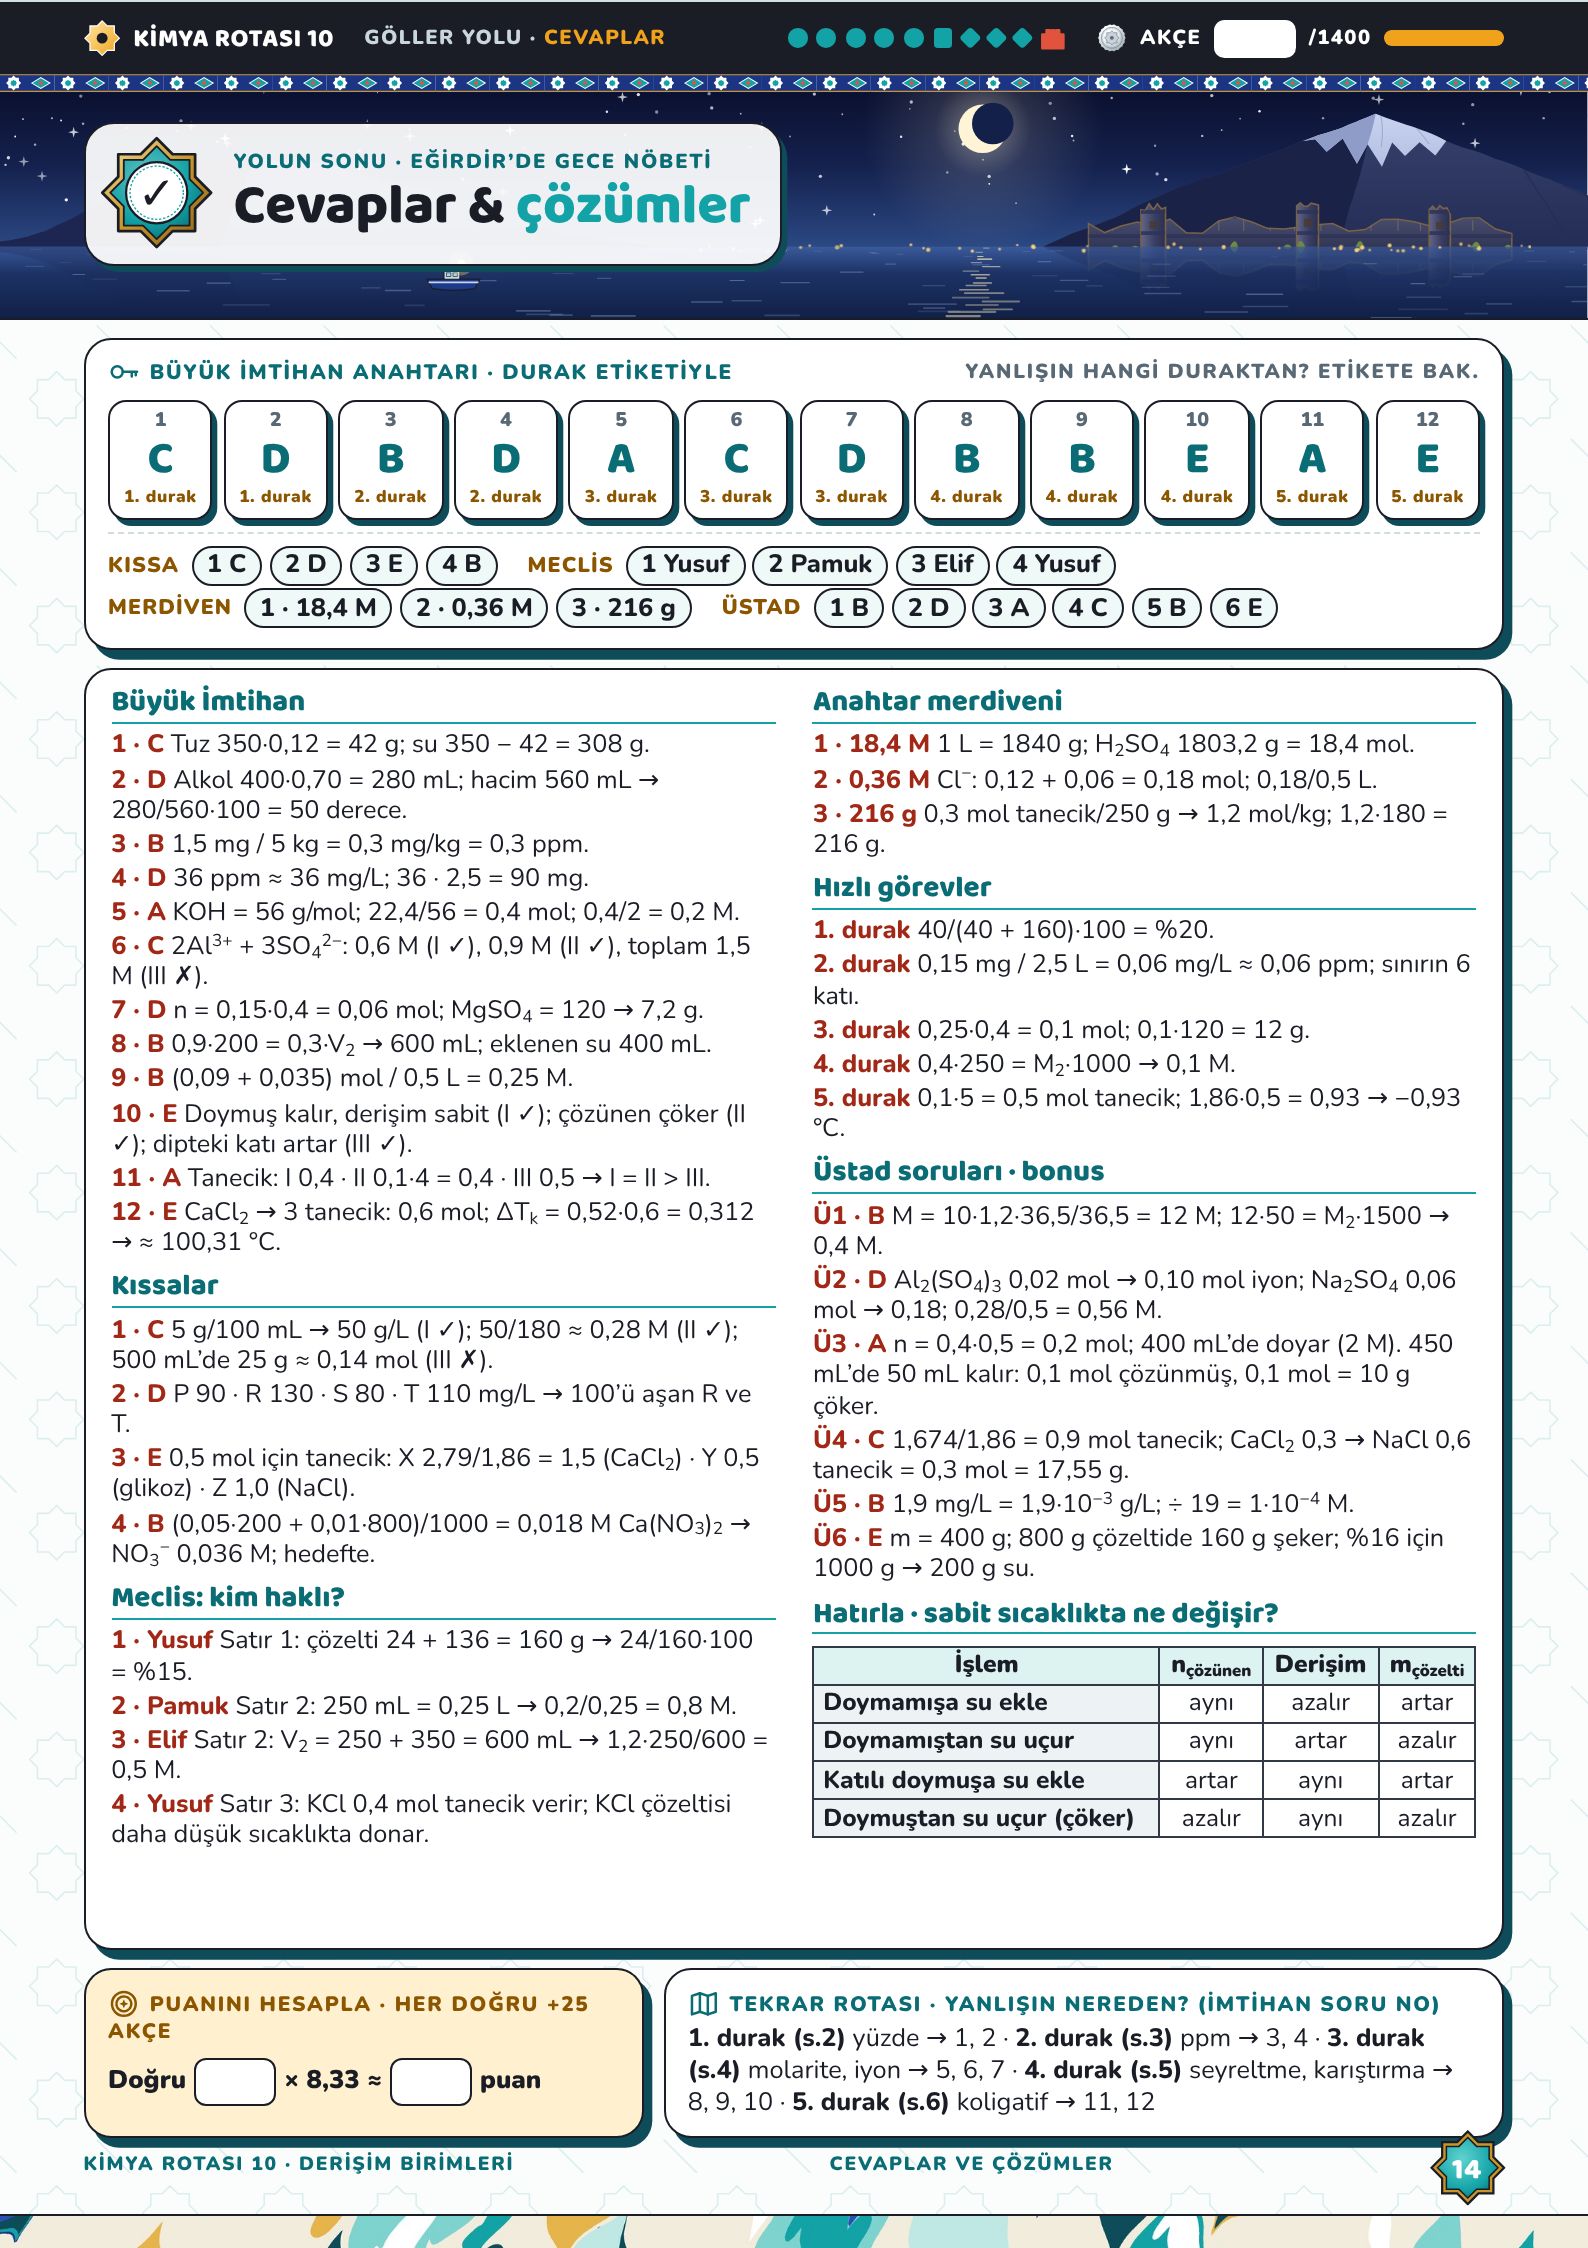 KİMYA ROTASI 10 GÖLLER YOLU · CEVAPLAR AKÇE /1400
YOLUN SONU · EĞİRDİR’DE GECE NÖBETİ
✓ Cevaplar & çözümler
BÜYÜK İMTİHAN ANAHTARI · DURAK ETİKETİYLE YANLIŞIN HANGİ DURAKTAN? ETİKETE BAK.
1 2 3 4 5 6 7 8 9 10 11 12
C D B D A C D B B E A E
1. durak 1. durak 2. durak 2. durak 3. durak 3. durak 3. durak 4. durak 4. durak 4. durak 5. durak 5. durak
KISSA 1 C 2 D 3 E 4 B MECLİS 1 Yusuf 2 Pamuk 3 Elif 4 Yusuf
MERDİVEN 1 · 18,4 M 2 · 0,36 M 3 · 216 g ÜSTAD 1 B 2 D 3 A 4 C 5 B 6 E
Büyük İmtihan
1 · C Tuz 350·0,12 = 42 g; su 350 − 42 = 308 g.
2 · D Alkol 400·0,70 = 280 mL; hacim 560 mL →
280/560·100 = 50 derece.
3 · B 1,5 mg / 5 kg = 0,3 mg/kg = 0,3 ppm.
4 · D 36 ppm ≈ 36 mg/L; 36 · 2,5 = 90 mg.
5 · A KOH = 56 g/mol; 22,4/56 = 0,4 mol; 0,4/2 = 0,2 M.
6 · C 2Al³⁺ + 3SO₄²⁻: 0,6 M (I ✓), 0,9 M (II ✓), toplam 1,5
M (III ✗).
7 · D n = 0,15·0,4 = 0,06 mol; MgSO₄ = 120 → 7,2 g.
8 · B 0,9·200 = 0,3·V₂ → 600 mL; eklenen su 400 mL.
9 · B (0,09 + 0,035) mol / 0,5 L = 0,25 M.
10 · E Doymuş kalır, derişim sabit (I ✓); çözünen çöker (II
✓); dipteki katı artar (III ✓).
11 · A Tanecik: I 0,4 · II 0,1·4 = 0,4 · III 0,5 → I = II > III.
12 · E CaCl₂ → 3 tanecik: 0,6 mol; ΔTₖ = 0,52·0,6 = 0,312
→ ≈ 100,31 °C.
Kıssalar
1 · C 5 g/100 mL → 50 g/L (I ✓); 50/180 ≈ 0,28 M (II ✓);
500 mL’de 25 g ≈ 0,14 mol (III ✗).
2 · D P 90 · R 130 · S 80 · T 110 mg/L → 100’ü aşan R ve
T.
3 · E 0,5 mol için tanecik: X 2,79/1,86 = 1,5 (CaCl₂) · Y 0,5
(glikoz) · Z 1,0 (NaCl).
4 · B (0,05·200 + 0,01·800)/1000 = 0,018 M Ca(NO₃)₂ →
NO₃⁻ 0,036 M; hedefte.
Meclis: kim haklı?
1 · Yusuf Satır 1: çözelti 24 + 136 = 160 g → 24/160·100
= %15.
2 · Pamuk Satır 2: 250 mL = 0,25 L → 0,2/0,25 = 0,8 M.
3 · Elif Satır 2: V₂ = 250 + 350 = 600 mL → 1,2·250/600 =
0,5 M.
4 · Yusuf Satır 3: KCl 0,4 mol tanecik verir; KCl çözeltisi
daha düşük sıcaklıkta donar.
Anahtar merdiveni
1 · 18,4 M 1 L = 1840 g; H₂SO₄ 1803,2 g = 18,4 mol.
2 · 0,36 M Cl⁻: 0,12 + 0,06 = 0,18 mol; 0,18/0,5 L.
3 · 216 g 0,3 mol tanecik/250 g → 1,2 mol/kg; 1,2·180 =
216 g.
Hızlı görevler
1. durak 40/(40 + 160)·100 = %20.
2. durak 0,15 mg / 2,5 L = 0,06 mg/L ≈ 0,06 ppm; sınırın 6
katı.
3. durak 0,25·0,4 = 0,1 mol; 0,1·120 = 12 g.
4. durak 0,4·250 = M₂·1000 → 0,1 M.
5. durak 0,1·5 = 0,5 mol tanecik; 1,86·0,5 = 0,93 → −0,93
°C.
Üstad soruları · bonus
Ü1 · B M = 10·1,2·36,5/36,5 = 12 M; 12·50 = M₂·1500 →
0,4 M.
Ü2 · D Al₂(SO₄)₃ 0,02 mol → 0,10 mol iyon; Na₂SO₄ 0,06
mol → 0,18; 0,28/0,5 = 0,56 M.
Ü3 · A n = 0,4·0,5 = 0,2 mol; 400 mL’de doyar (2 M). 450
mL’de 50 mL kalır: 0,1 mol çözünmüş, 0,1 mol = 10 g
çöker.
Ü4 · C 1,674/1,86 = 0,9 mol tanecik; CaCl₂ 0,3 → NaCl 0,6
tanecik = 0,3 mol = 17,55 g.
Ü5 · B 1,9 mg/L = 1,9·10⁻³ g/L; ÷ 19 = 1·10⁻⁴ M.
Ü6 · E m = 400 g; 800 g çözeltide 160 g şeker; %16 için
1000 g → 200 g su.
Hatırla · sabit sıcaklıkta ne değişir?
İşlem nçözünen Derişim mçözelti
Doymamışa su ekle aynı azalır artar
Doymamıştan su uçur aynı artar azalır
Katılı doymuşa su ekle artar aynı artar
Doymuştan su uçur (çöker) azalır aynı azalır
PUANINI HESAPLA · HER DOĞRU +25
AKÇE
Doğru × 8,33 ≈ puan
TEKRAR ROTASI · YANLIŞIN NEREDEN? (İMTİHAN SORU NO)
1. durak (s.2) yüzde → 1, 2 · 2. durak (s.3) ppm → 3, 4 · 3. durak
(s.4) molarite, iyon → 5, 6, 7 · 4. durak (s.5) seyreltme, karıştırma →
8, 9, 10 · 5. durak (s.6) koligatif → 11, 12
KİMYA ROTASI 10 · DERİŞİM BİRİMLERİ CEVAPLAR VE ÇÖZÜMLER 14